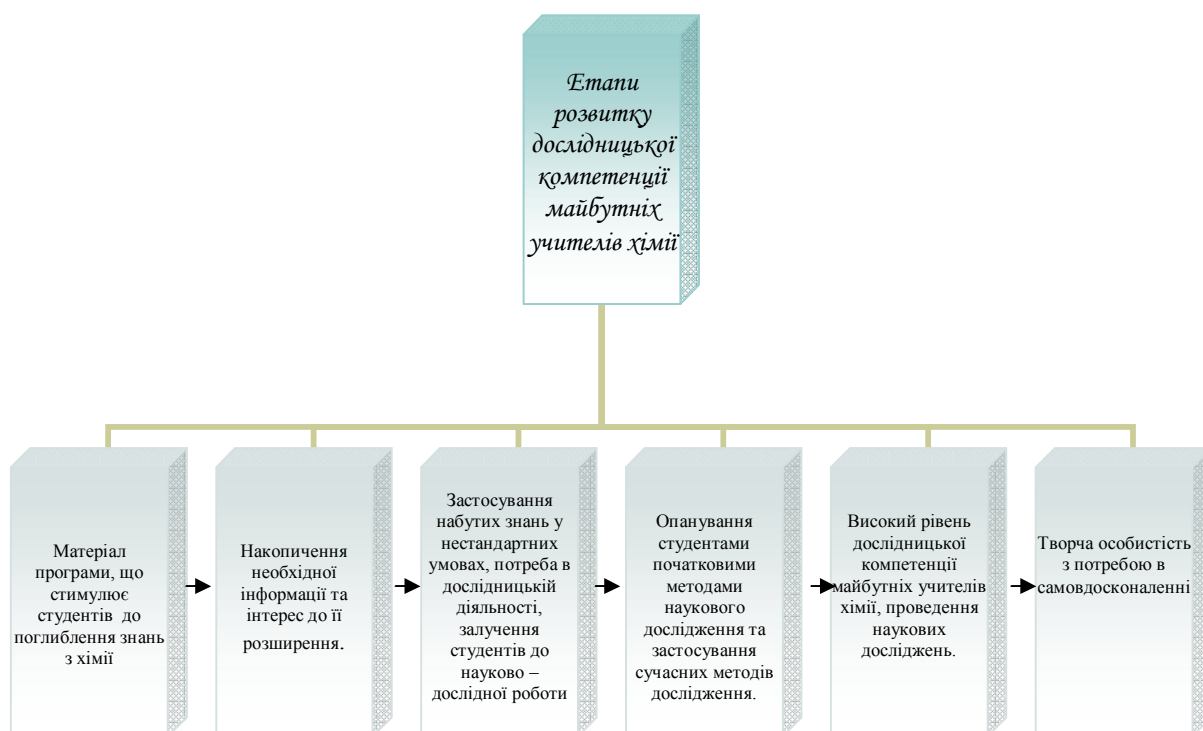 Етапи
розвитку
дослідницької
компетенції
майбутніх
учителів хімії
Матеріал
програми, що
стимулює
студентів до
поглиблення знань
з хімії
Накопичення
необхідної
інформації та
інтерес до її
розширення.
Застосування
набутих знань у
нестандартних
умовах, потреба в
дослідницькій
діяльності,
залучення
студентів до
науково –
дослідної роботи
Опанування
студентами
початковими
методами
наукового
дослідження та
застосування
сучасних методів
дослідження.
Високий рівень
дослідницької
компетенції
майбутніх учителів
хімії, проведення
наукових
досліджень.
Творча особистість
з потребою в
самовдосконаленні